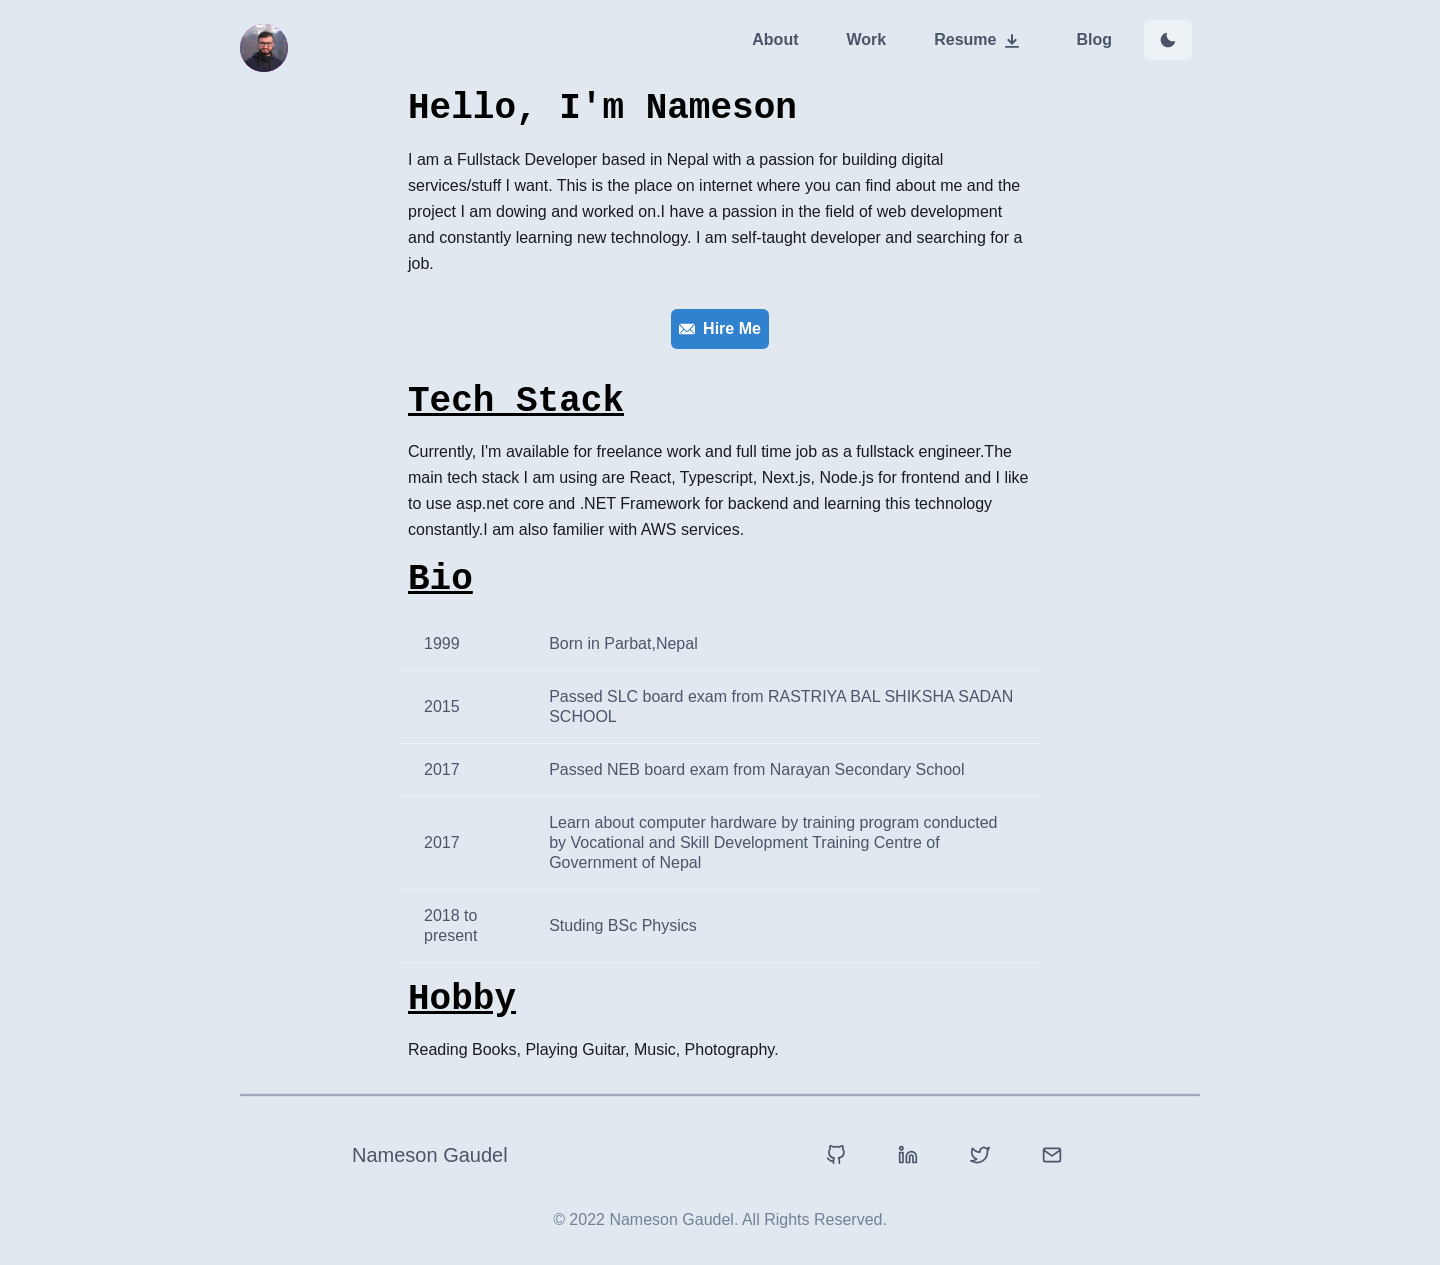 About Work Resume Blog
Hello, I'm Nameson
I am a Fullstack Developer based in Nepal with a passion for building digital
services/stuff I want. This is the place on internet where you can find about me and the
project I am dowing and worked on.I have a passion in the field of web development
and constantly learning new technology. I am self-taught developer and searching for a
job.
Hire Me
Tech Stack
Currently, I'm available for freelance work and full time job as a fullstack engineer.The
main tech stack I am using are React, Typescript, Next.js, Node.js for frontend and I like
to use asp.net core and .NET Framework for backend and learning this technology
constantly.I am also familier with AWS services.
Bio
1999 Born in Parbat,Nepal
2015 Passed SLC board exam from RASTRIYA BAL SHIKSHA SADAN
SCHOOL
2017 Passed NEB board exam from Narayan Secondary School
2017 Learn about computer hardware by training program conducted
by Vocational and Skill Development Training Centre of
Government of Nepal
2018 to
present
Studing BSc Physics
Hobby
Reading Books, Playing Guitar, Music, Photography.
Nameson Gaudel
© 2022 Nameson Gaudel. All Rights Reserved.